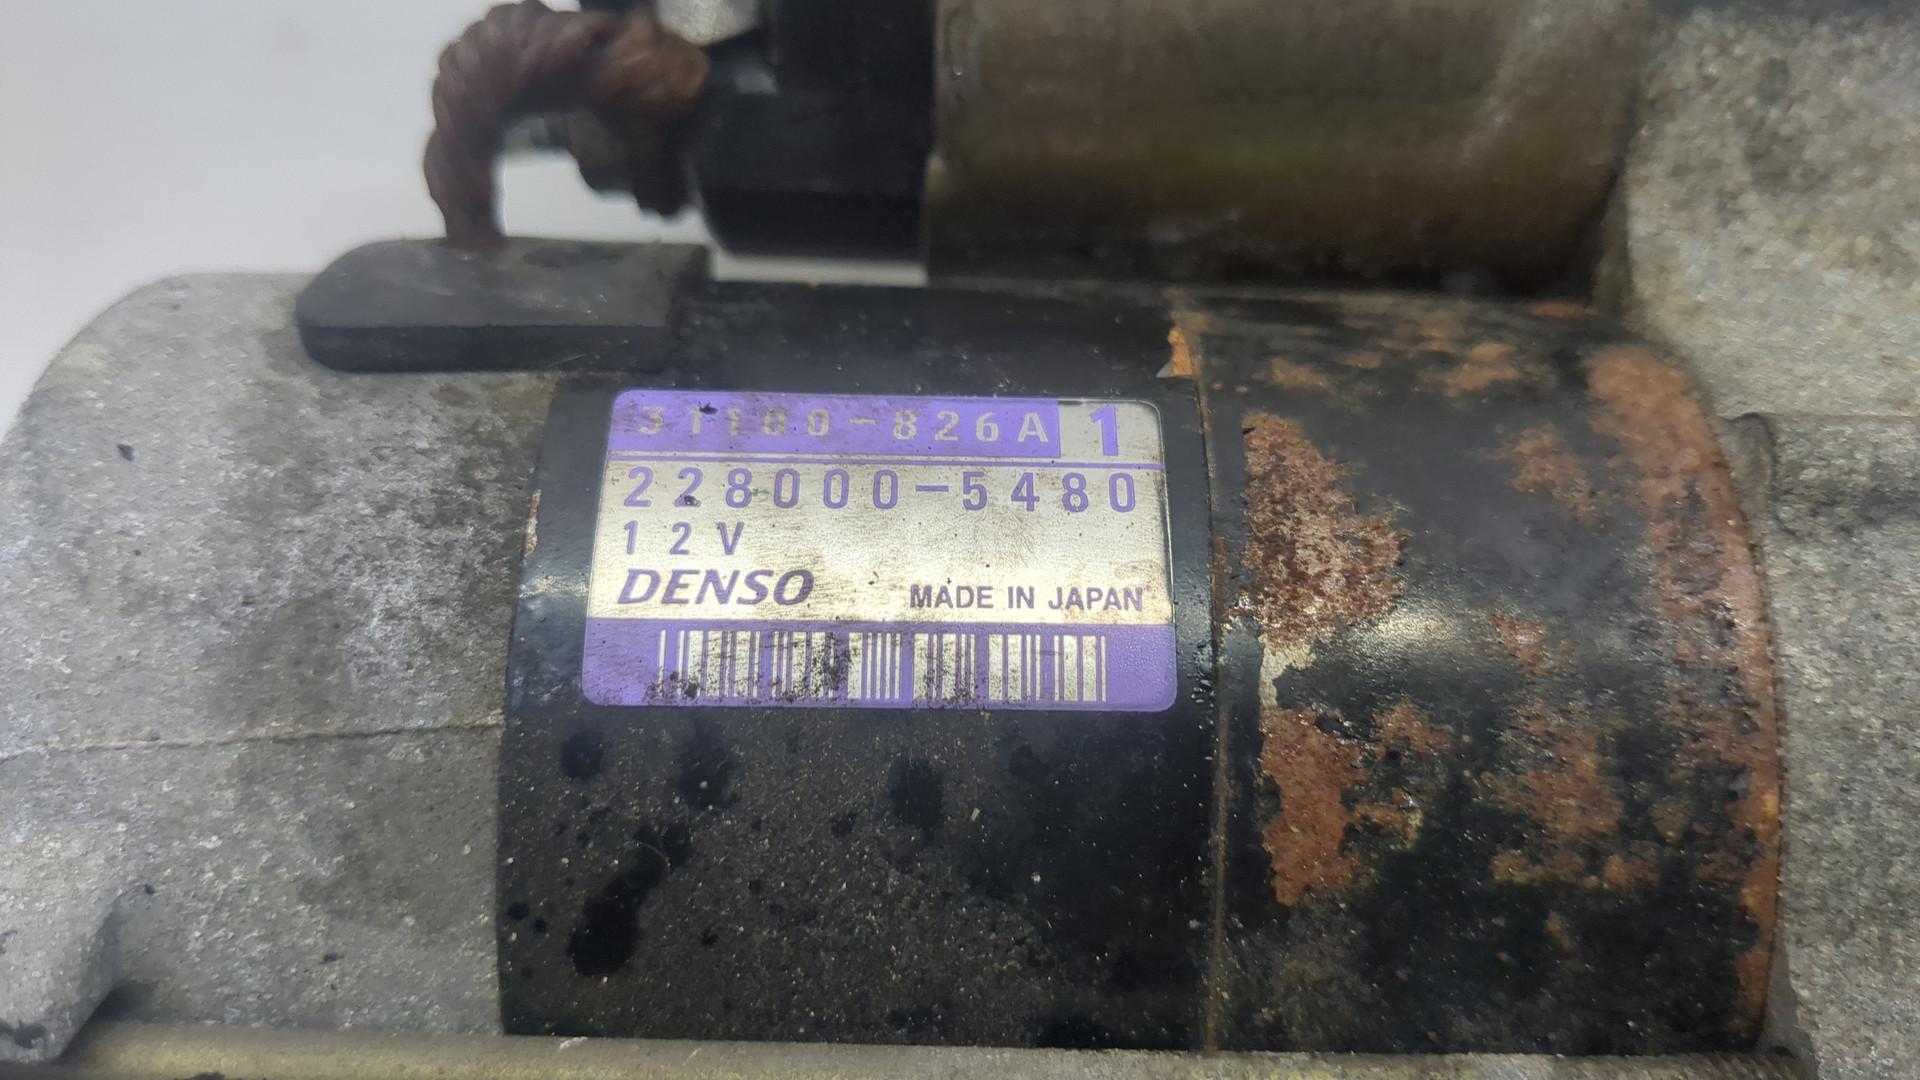 31100-826A 1
228000-5480
12V
DENSO MADE IN JAPAN